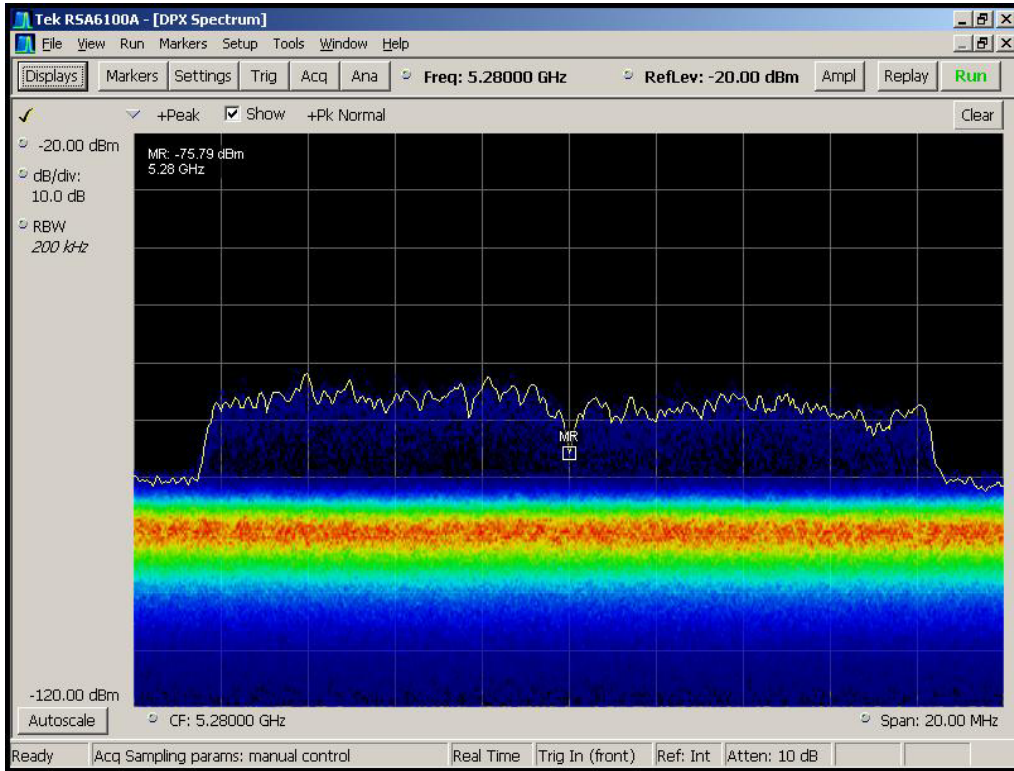 Tek RSA6100A - [DPX Spectrum]
File View Run Markers Setup Tools Window Help
Displays Markers Settings Trig Acq Ana Freq: 5.28000 GHz RefLev: -20.00 dBm Ampl Replay Run
+Peak Show +Pk Normal Clear
-20.00 dBm
dB/div:
10.0 dB
RBW
200 kHz
MR: -75.79 dBm
5.28 GHz
MR
-120.00 dBm
Autoscale CF: 5.28000 GHz Span: 20.00 MHz
Ready Acq Sampling params: manual control Real Time Trig In (front) Ref: Int Atten: 10 dB